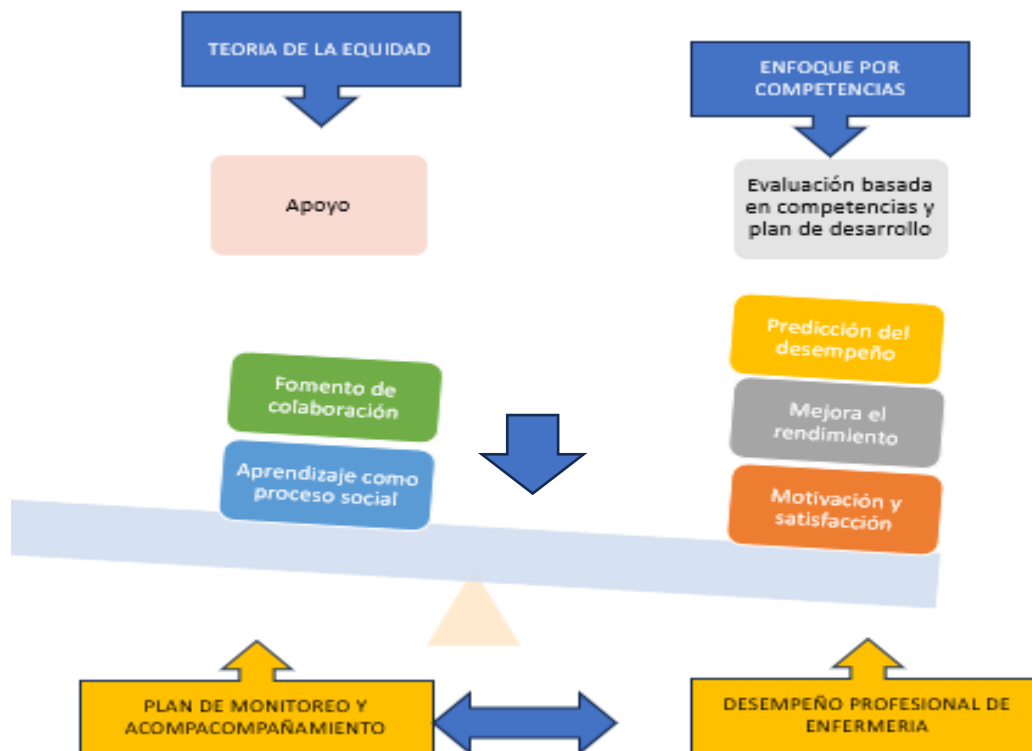 TEORIA DE LA EQUIDAD
ENFOQUE POR
COMPETENCIAS
Apoyo
Evaluación basada
en competencias y
plan de desarrollo
Predicción del
desempeño
Fomento de
colaboración
Mejora el
rendimiento
Aprendizaje como
proceso social
Motivación y
satisfacción
PLAN DE MONITOREO Y
ACOMPACOMPAÑAMIENTO
DESEMPEÑO PROFESIONAL DE
ENFERMERIA